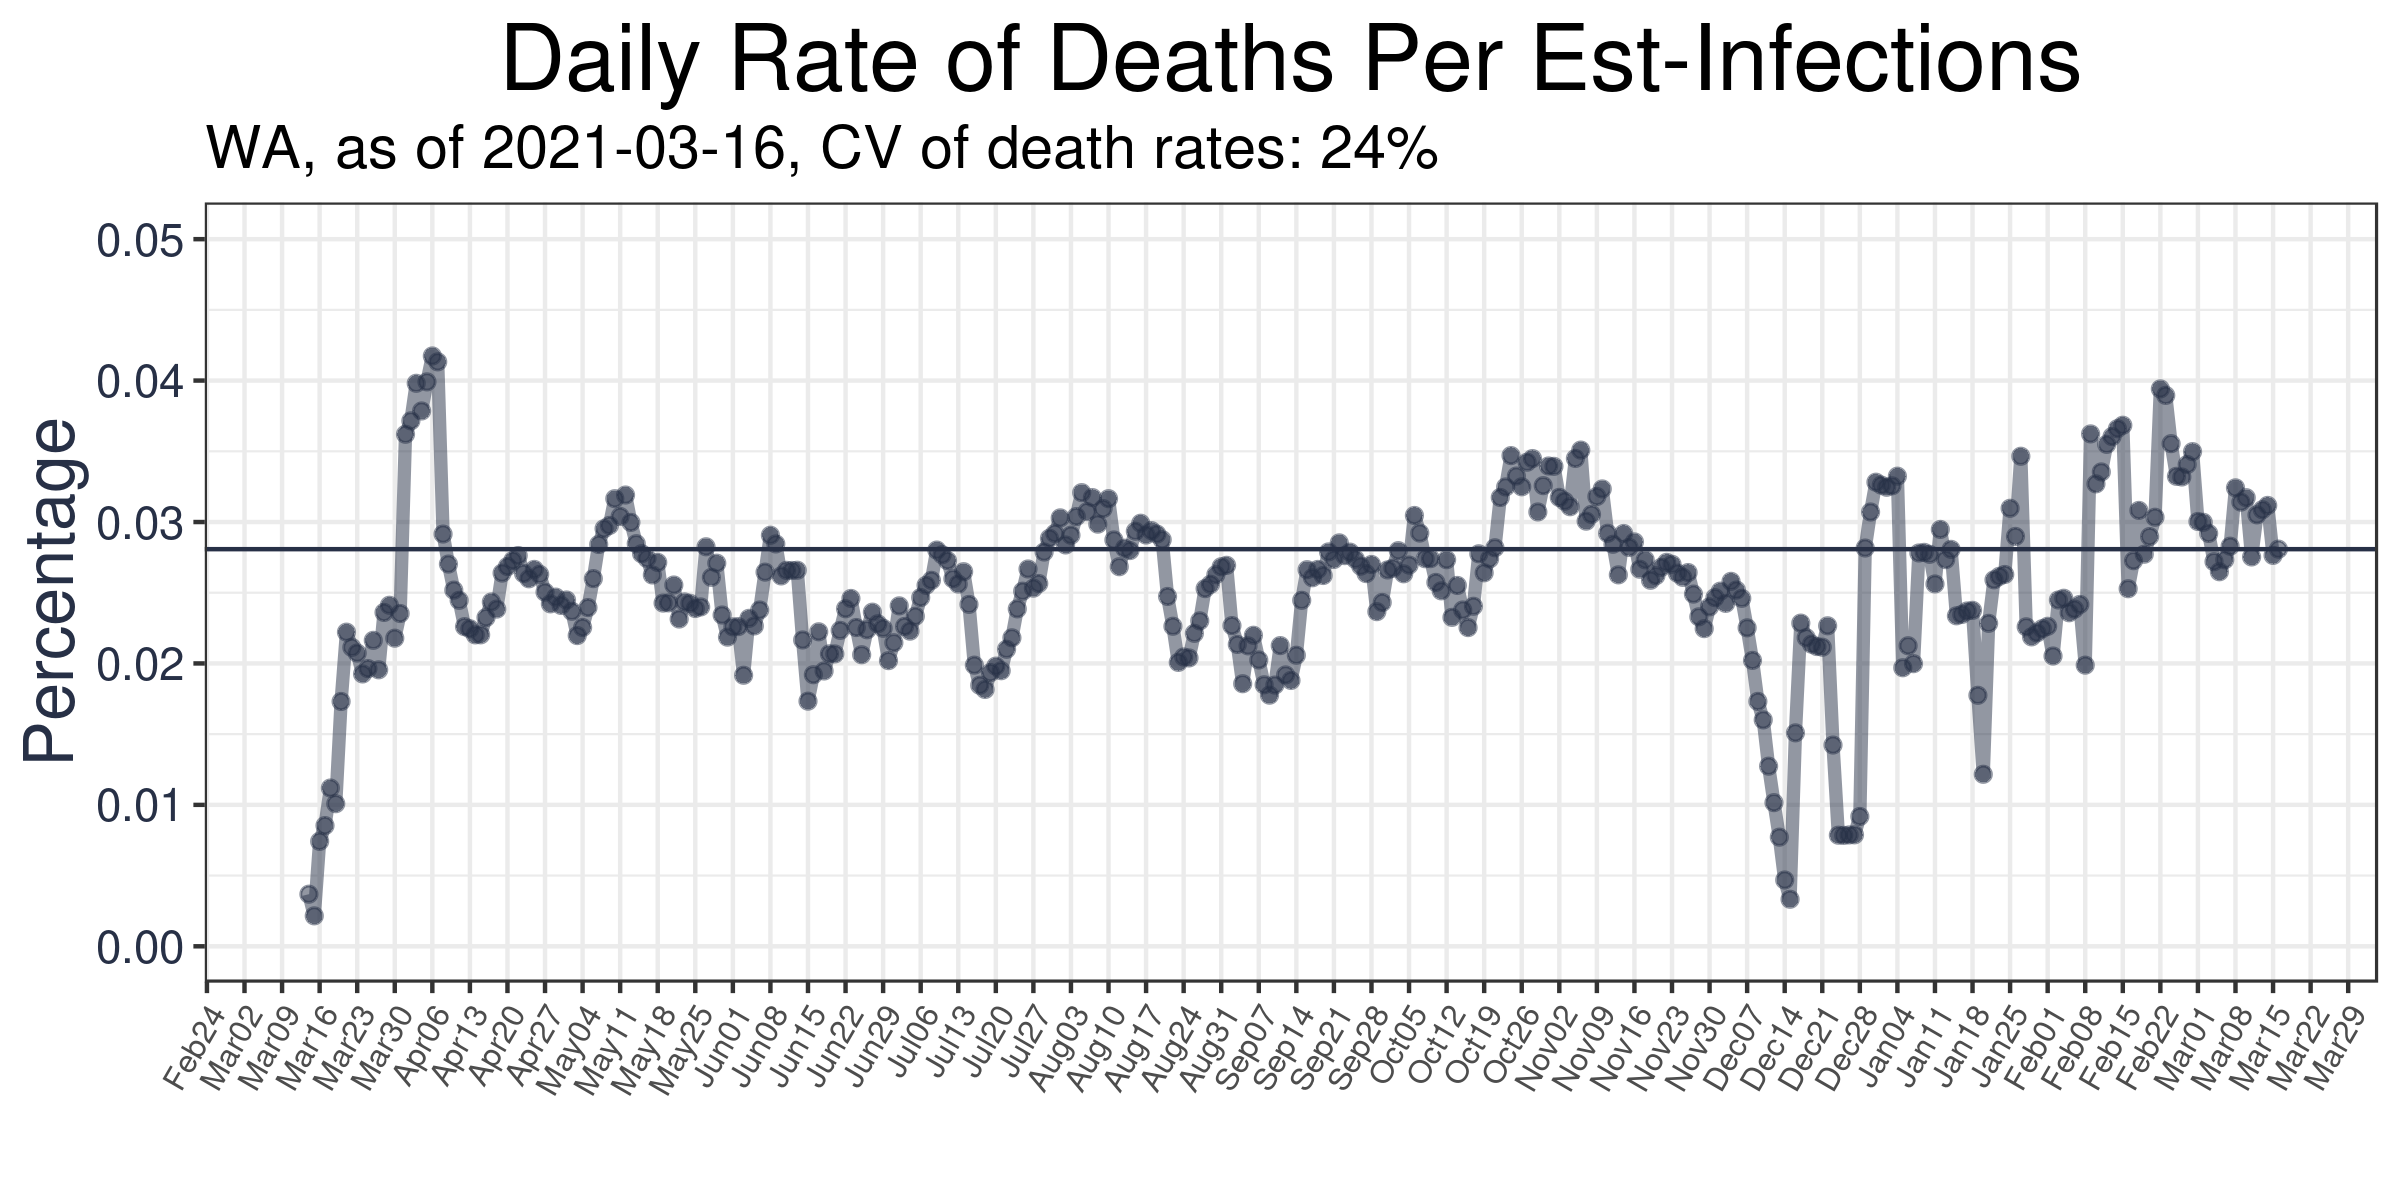 Daily Rate of Deaths Per Est-Infections
WA, as of 2021-03-16, CV of death rates: 24%
Percentage
0.05
0.04
0.03
0.02
0.01
0.00
Feb24
Mar02
Mar09
Mar16
Mar23
Mar30
Apr06
Apr13
Apr20
Apr27
May04
May11
May18
May25
Jun01
Jun08
Jun15
Jun22
Jun29
Jul06
Jul13
Jul20
Jul27
Aug03
Aug10
Aug17
Aug24
Aug31
Sep07
Sep14
Sep21
Sep28
Oct05
Oct12
Oct19
Oct26
Nov02
Nov09
Nov16
Nov23
Nov30
Dec07
Dec14
Dec21
Dec28
Jan04
Jan11
Jan18
Jan25
Feb01
Feb08
Feb15
Feb22
Mar01
Mar08
Mar15
Mar22
Mar29